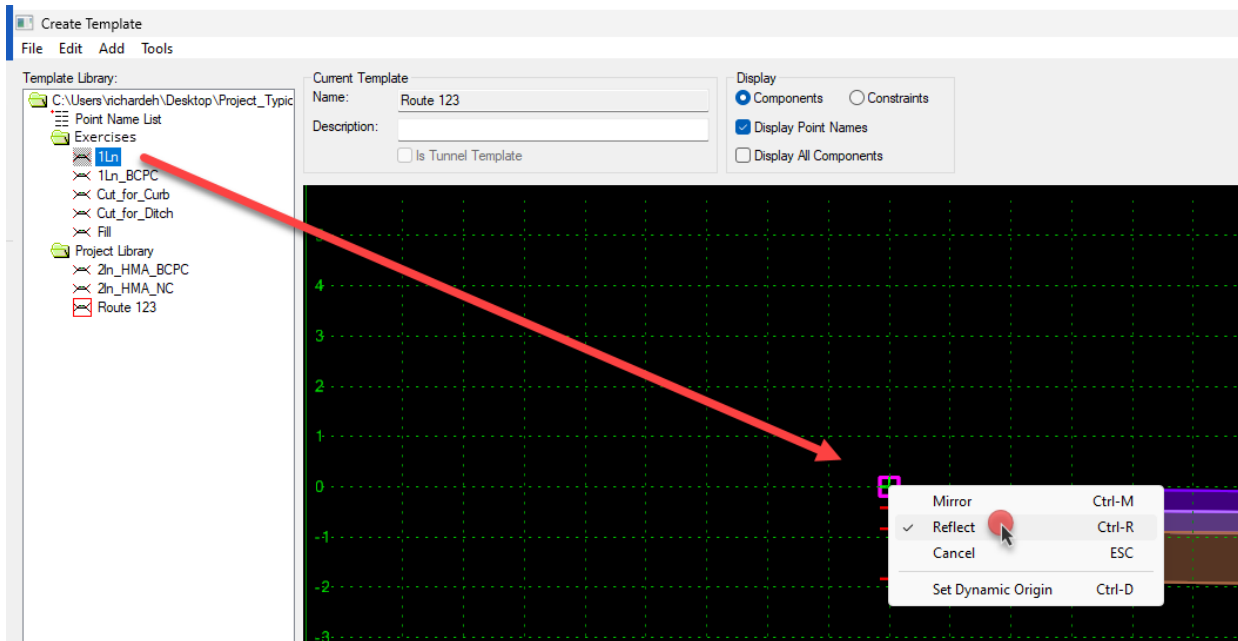 Create Template
File Edit Add Tools
Template Library:
C:\Users\richardeh\Desktop\Project_Typic
Point Name List
Exercises
1Ln
1Ln_BCPC
Cut_for_Curb
Cut_for_Ditch
Fill
Project Library
2ln_HMA_BCPC
2ln_HMA_NC
Route 123
Current Template
Name: Route 123
Description:
Is Tunnel Template
Display
Components Constraints
Display Point Names
Display All Components
5
4
3
2
1
0
-1
-2
-3
Mirror Ctrl-M
Reflect Ctrl-R
Cancel ESC
Set Dynamic Origin Ctrl-D